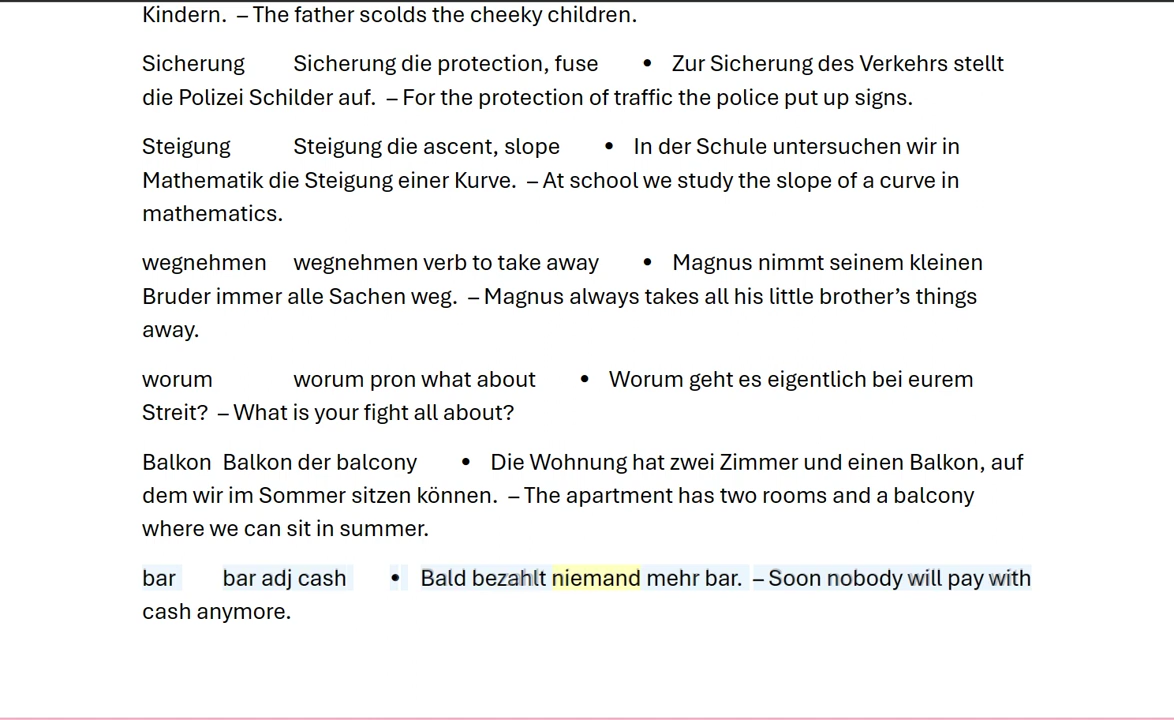 Kindern. – The father scolds the cheeky children.
Sicherung Sicherung die protection, fuse • Zur Sicherung des Verkehrs stellt
die Polizei Schilder auf. – For the protection of traffic the police put up signs.
Steigung Steigung die ascent, slope • In der Schule untersuchen wir in
Mathematik die Steigung einer Kurve. – At school we study the slope of a curve in
mathematics.
wegnehmen wegnehmen verb to take away • Magnus nimmt seinem kleinen
Bruder immer alle Sachen weg. – Magnus always takes all his little brother’s things
away.
worum worum pron what about • Worum geht es eigentlich bei eurem
Streit? – What is your fight all about?
Balkon Balkon der balcony • Die Wohnung hat zwei Zimmer und einen Balkon, auf
dem wir im Sommer sitzen können. – The apartment has two rooms and a balcony
where we can sit in summer.
bar bar adj cash • Bald bezahlt niemand mehr bar. – Soon nobody will pay with
cash anymore.